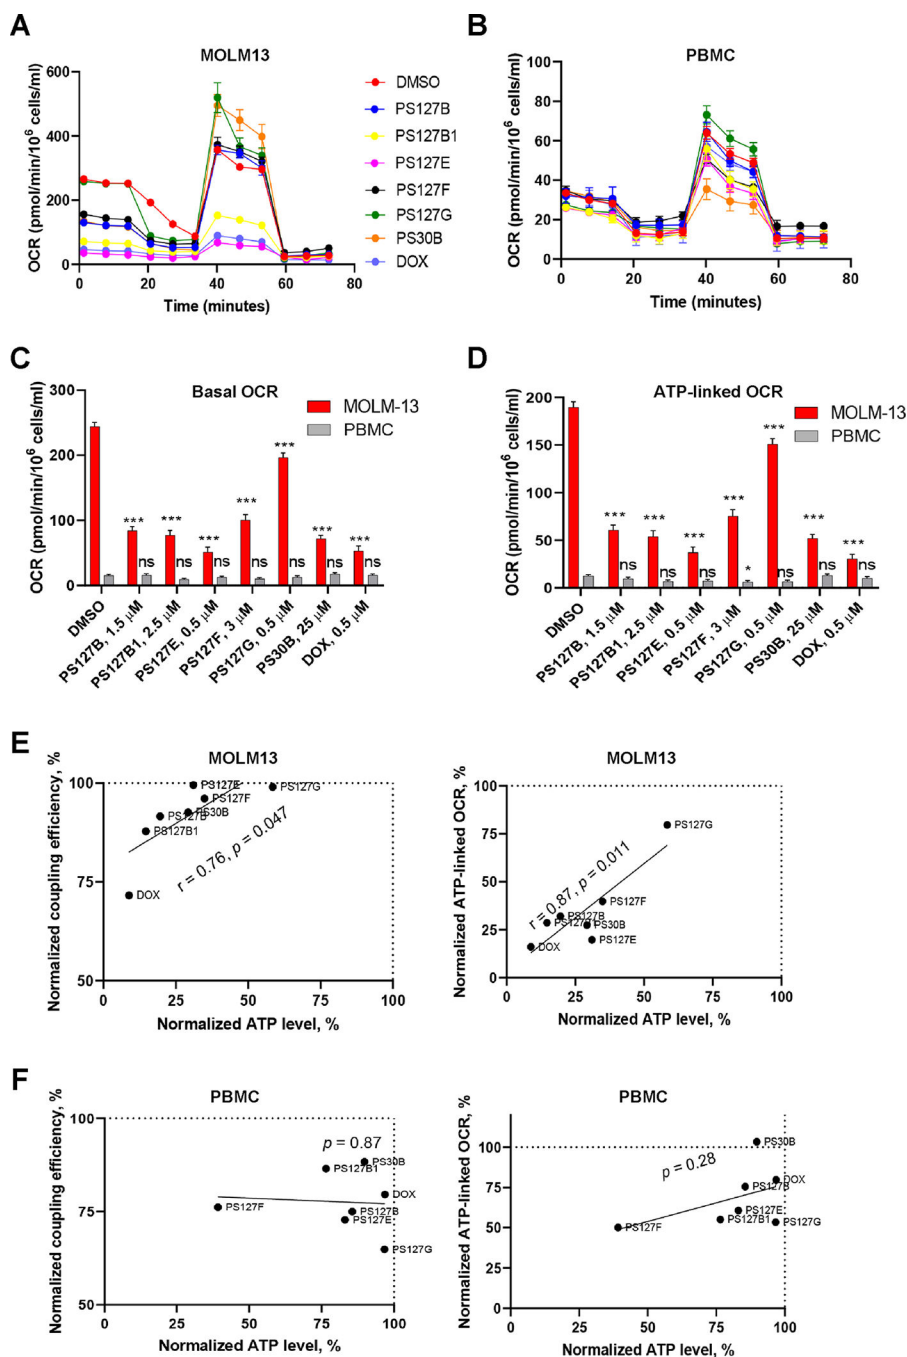 A
MOLM13
OCR (pmol/min/10⁶ cells/ml)
600
400
200
0
0 20 40 60 80
Time (minutes)
DMSO
PS127B
PS127B1
PS127E
PS127F
PS127G
PS30B
DOX
B
PBMC
OCR (pmol/min/10⁶ cells/ml)
100
80
60
40
20
0
0 20 40 60 80
Time (minutes)
C
Basal OCR
MOLM-13
PBMC
OCR (pmol/min/10⁶ cells/ml)
300
200
100
0
*** ns
*** ns
*** ns
*** ns
*** ns
*** ns
*** ns
DMSO
PS127B, 1.5 μM
PS127B1, 2.5 μM
PS127E, 0.5 μM
PS127F, 3 μM
PS127G, 0.5 μM
PS30B, 25 μM
DOX, 0.5 μM
D
ATP-linked OCR
MOLM-13
PBMC
OCR (pmol/min/10⁶ cells/ml)
200
150
100
50
0
*** ns
*** ns
*** ns
*** *
*** ns
*** ns
*** ns
DMSO
PS127B, 1.5 μM
PS127B1, 2.5 μM
PS127E, 0.5 μM
PS127F, 3 μM
PS127G, 0.5 μM
PS30B, 25 μM
DOX, 0.5 μM
E
MOLM13
Normalized coupling efficiency, %
100
75
50
PS127E
PS127G
PS127F
PS30B
PS127B
PS127B1
DOX
r = 0.76, p = 0.047
0 25 50 75 100
Normalized ATP level, %
MOLM13
Normalized ATP-linked OCR, %
100
75
50
25
0
PS127G
r = 0.87, p = 0.011
PS127F
PS127B
PS127B1
PS30B
PS127E
DOX
0 25 50 75 100
Normalized ATP level, %
F
PBMC
Normalized coupling efficiency, %
100
75
50
p = 0.87
PS30B
PS127B1
DOX
PS127F
PS127B
PS127E
PS127G
0 25 50 75 100
Normalized ATP level, %
PBMC
Normalized ATP-linked OCR, %
100
75
50
25
0
PS30B
p = 0.28
DOX
PS127B
PS127E
PS127B1
PS127G
PS127F
0 25 50 75 100
Normalized ATP level, %